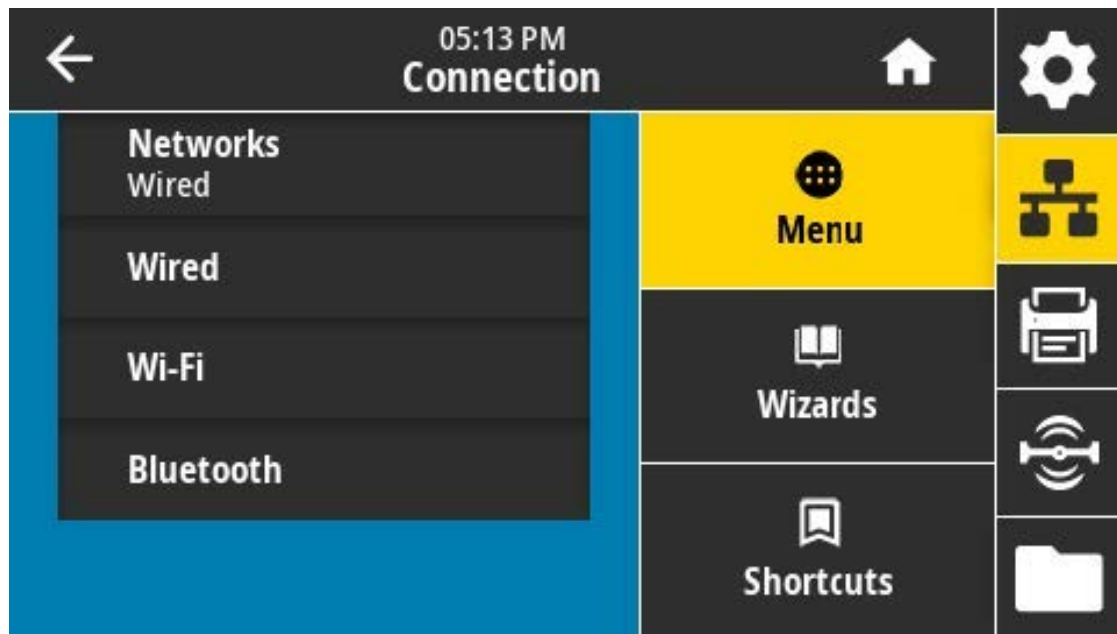 05:13 PM
Connection
Networks
Wired
Wired
Wi-Fi
Bluetooth
Menu
Wizards
Shortcuts